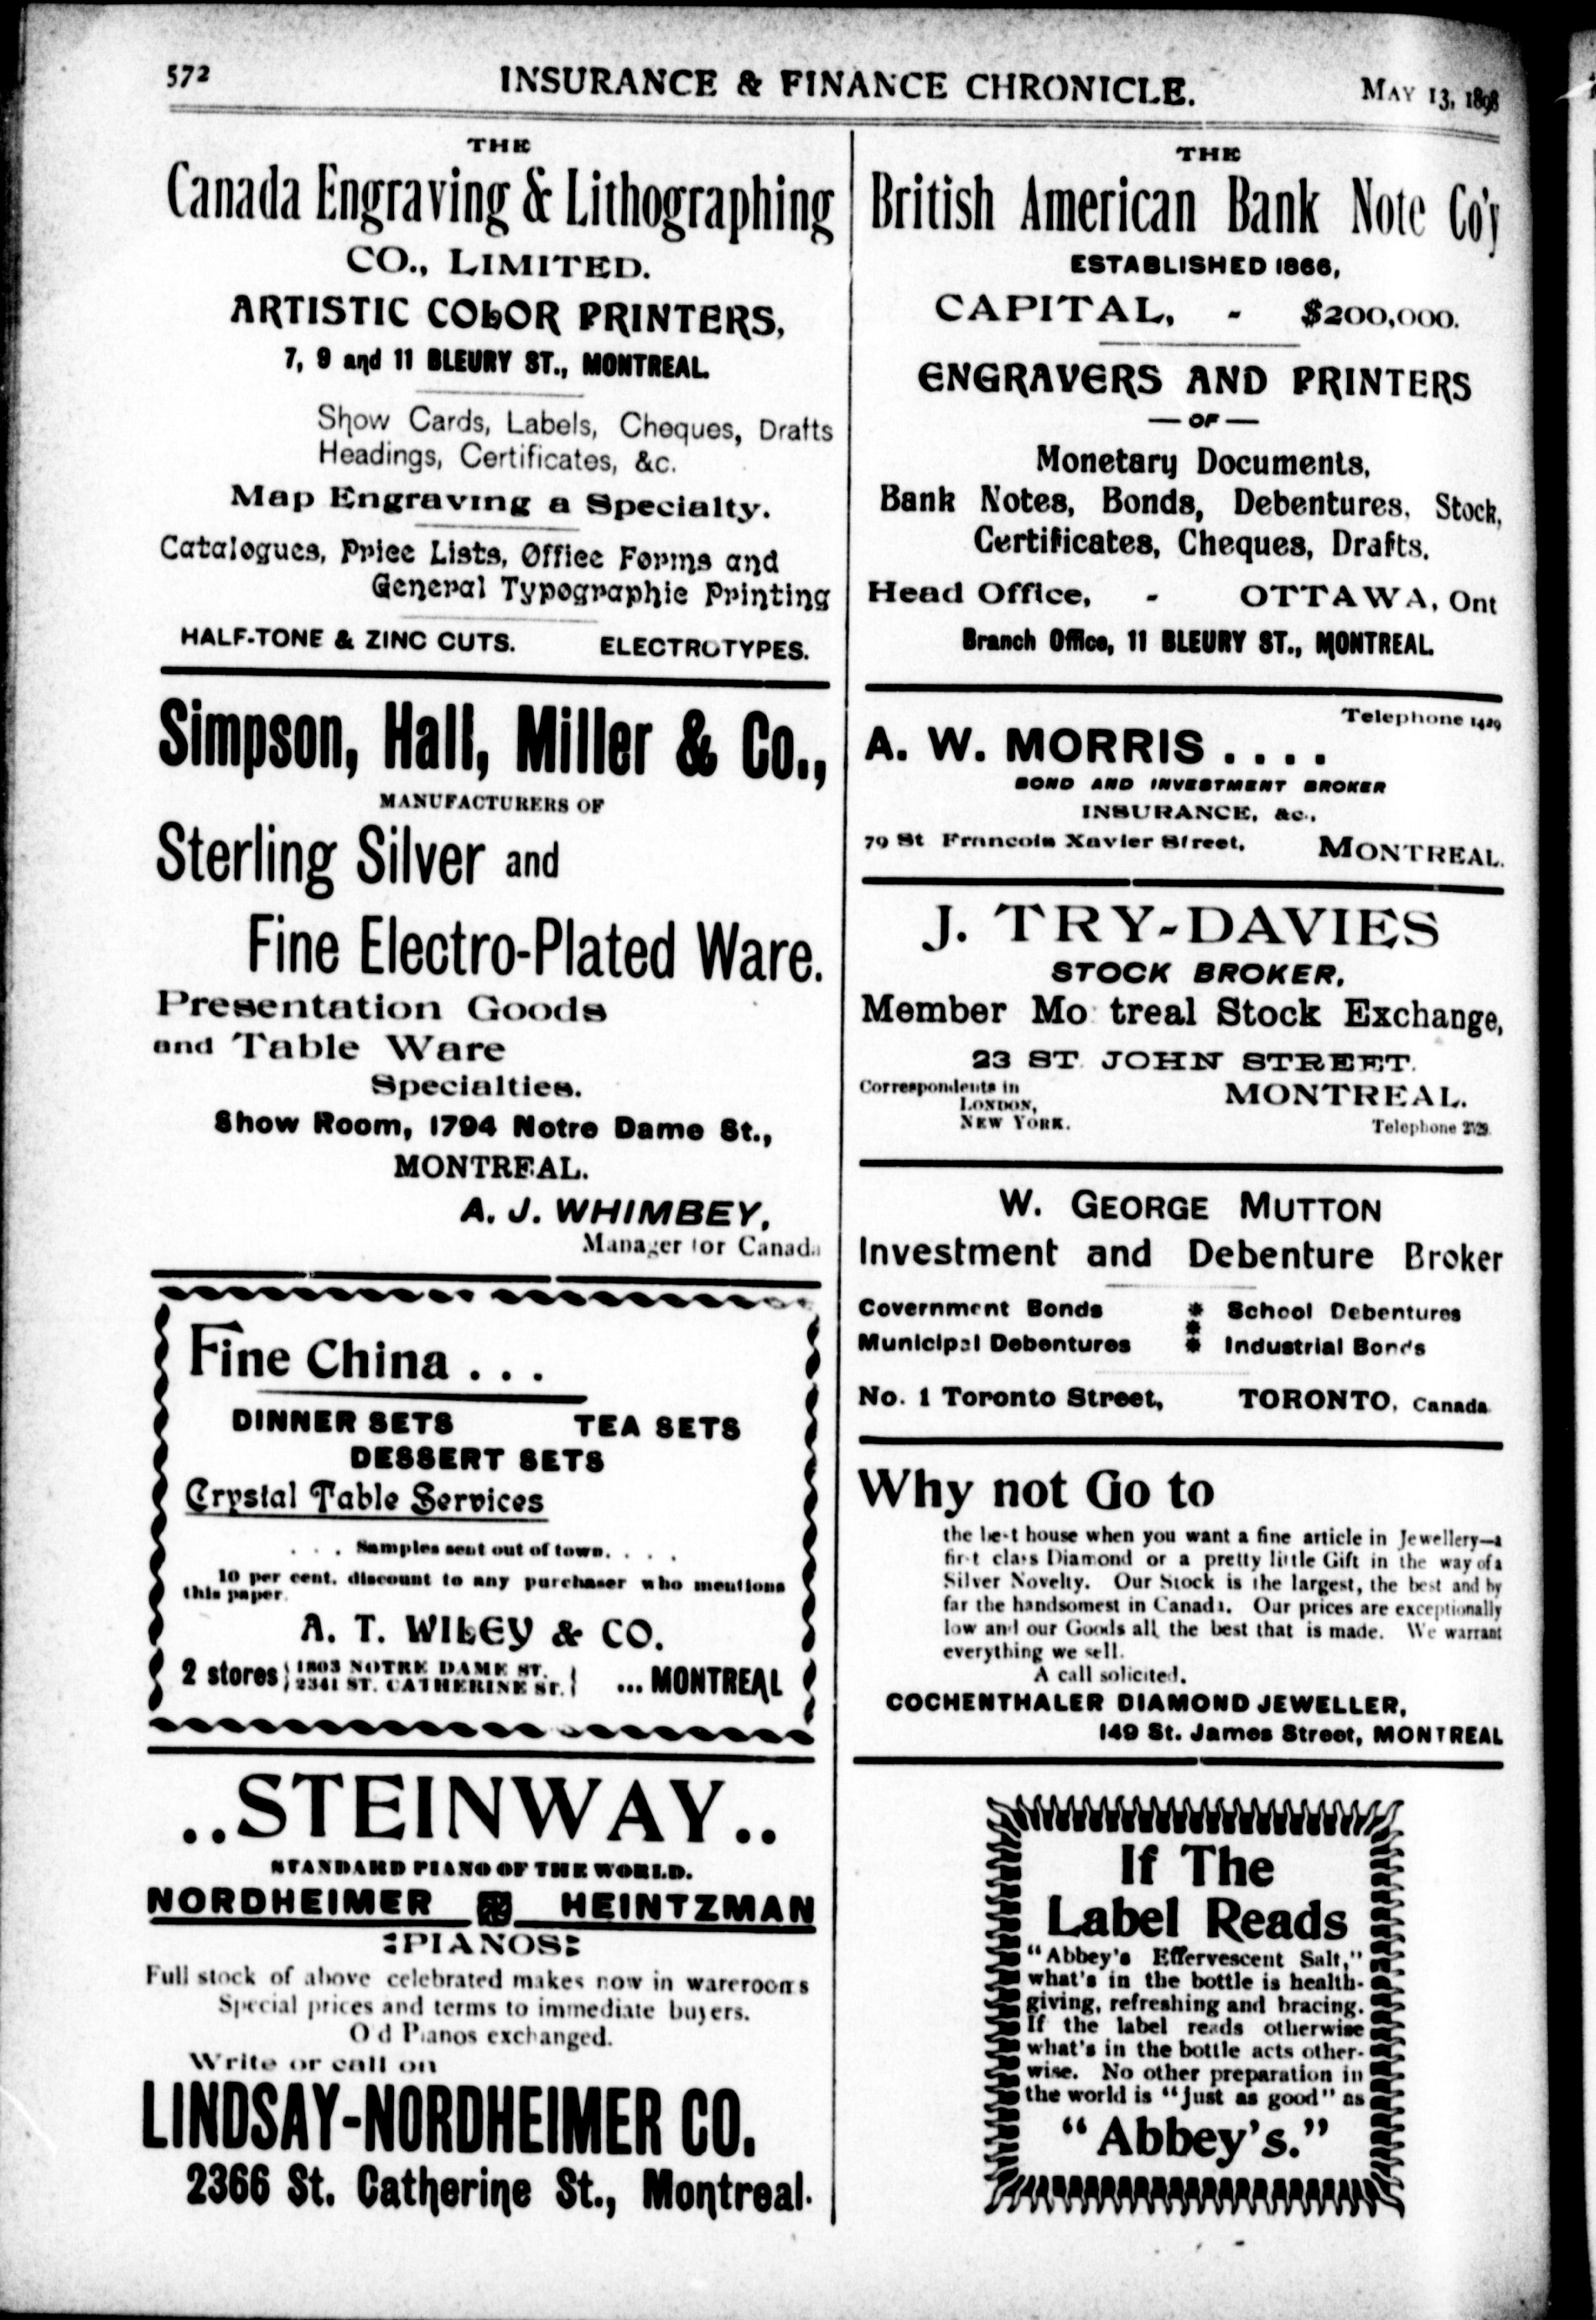 572
INSURANCE & FINANCE CHRONICLE.
MAY 13, 1898
THE
Canada Engraving & Lithographing
CO., LIMITED.
ARTISTIC COLOR PRINTERS,
7, 9 and 11 BLEURY ST., MONTREAL.
Show Cards, Labels, Cheques, Drafts
Headings, Certificates, &c.
Map Engraving a Specialty.
Catalogues, Price Lists, Office Forms and
General Typographic Printing
HALF-TONE & ZINC CUTS. ELECTROTYPES.
Simpson, Hall, Miller & Co.,
MANUFACTURERS OF
Sterling Silver and
Fine Electro-Plated Ware.
Presentation Goods
and Table Ware
Specialties.
Show Room, 1794 Notre Dame St.,
MONTREAL.
A. J. WHIMBEY,
Manager for Canada
Fine China . . .
DINNER SETS TEA SETS
DESSERT SETS
Crystal Table Services
. . . Samples sent out of town. . . .
10 per cent. discount to any purchaser who mentions
this paper.
A. T. WILEY & CO.
2 stores { 1803 NOTRE DAME ST.
2341 ST. CATHERINE ST. } ... MONTREAL
..STEINWAY..
STANDARD PIANO OF THE WORLD.
NORDHEIMER HEINTZMAN
:PIANOS:
Full stock of above celebrated makes now in warerooms
Special prices and terms to immediate buyers.
O d Pianos exchanged.
Write or call on
LINDSAY-NORDHEIMER CO.
2366 St. Catherine St., Montreal.
THE
British American Bank Note Co'y
ESTABLISHED 1866,
CAPITAL, - $200,000.
ENGRAVERS AND PRINTERS
— OF —
Monetary Documents,
Bank Notes, Bonds, Debentures, Stock,
Certificates, Cheques, Drafts.
Head Office, - OTTAWA, Ont
Branch Office, 11 BLEURY ST., MONTREAL.
Telephone 1429
A. W. MORRIS . . . .
BOND AND INVESTMENT BROKER
INSURANCE, &c.,
79 St Francois Xavier Street, MONTREAL.
J. TRY-DAVIES
STOCK BROKER,
Member Mo treal Stock Exchange,
23 ST. JOHN STREET.
Correspondents in
LONDON,
NEW YORK.
MONTREAL.
Telephone
W. GEORGE MUTTON
Investment and Debenture Broker
Covernment Bonds * School Debentures
Municipal Debentures * Industrial Bonds
No. 1 Toronto Street, TORONTO, Canada
Why not Go to
the best house when you want a fine article in Jewellery—a
first class Diamond or a pretty little Gift in the way of a
Silver Novelty. Our Stock is the largest, the best and by
far the handsomest in Canada. Our prices are exceptionally
low and our Goods all the best that is made. We warrant
everything we sell.
A call solicited.
COCHENTHALER DIAMOND JEWELLER,
149 St. James Street, MONTREAL
If The
Label Reads
"Abbey's Effervescent Salt,"
what's in the bottle is health-
giving, refreshing and bracing.
If the label reads otherwise
what's in the bottle acts other-
wise. No other preparation in
the world is "just as good" as
"Abbey's."